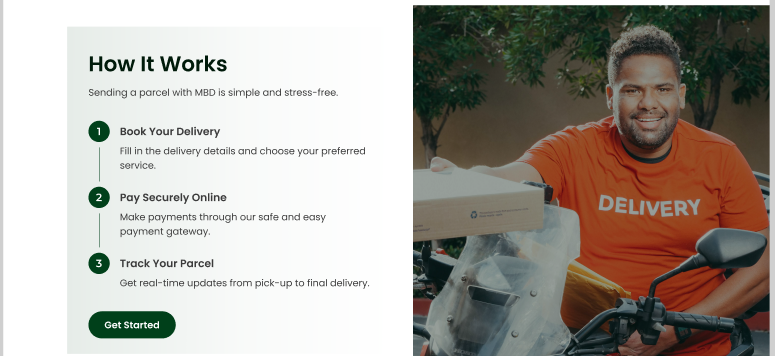 How It Works
Sending a parcel with MBD is simple and stress-free.
1
Book Your Delivery
Fill in the delivery details and choose your preferred
service.
2
Pay Securely Online
Make payments through our safe and easy
payment gateway.
3
Track Your Parcel
Get real-time updates from pick-up to final delivery.
Get Started
DELIVERY